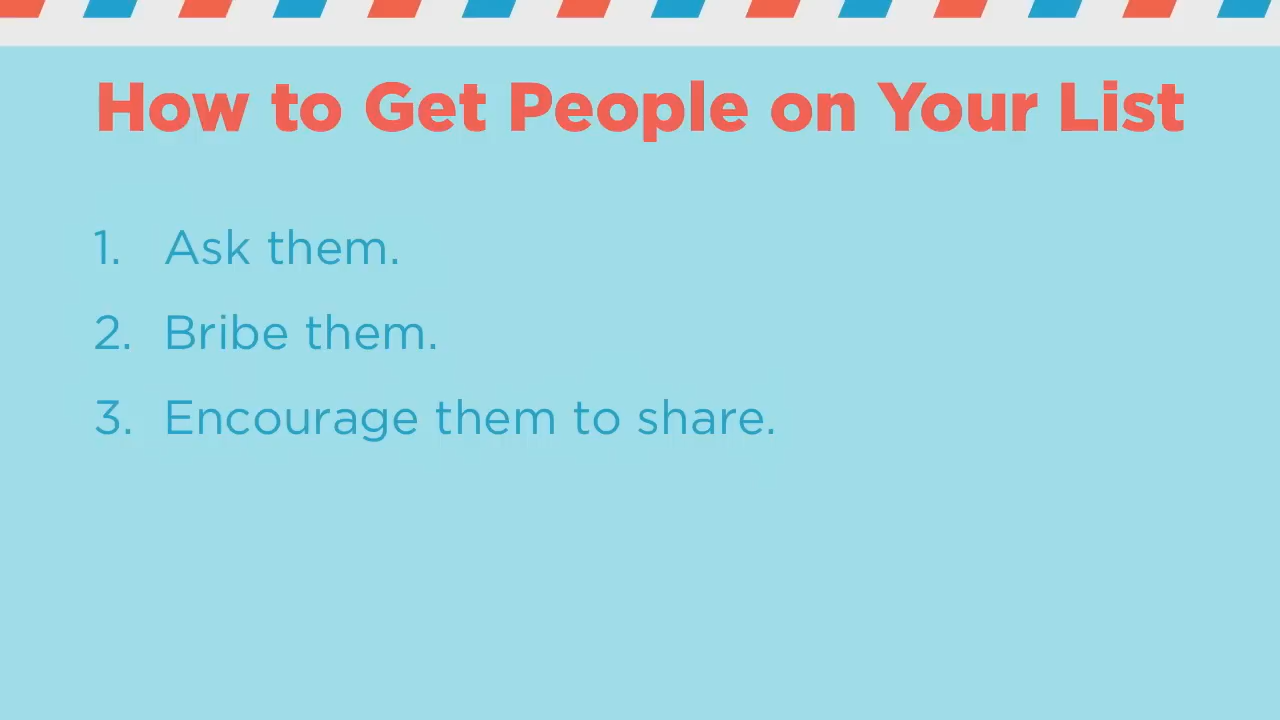 How to Get People on Your List
1. Ask them.
2. Bribe them.
3. Encourage them to share.